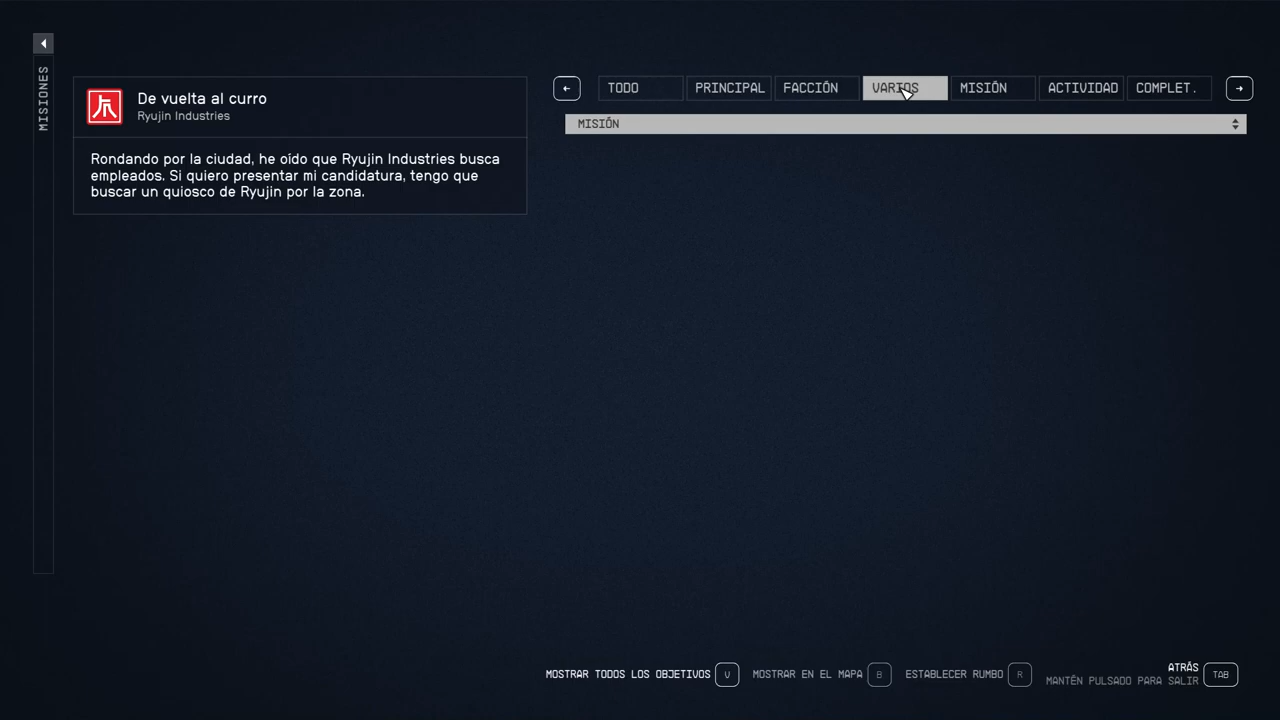 MISIONES
De vuelta al curro
Ryujin Industries
Rondando por la ciudad, he oído que Ryujin Industries busca
empleados. Si quiero presentar mi candidatura, tengo que
buscar un quiosco de Ryujin por la zona.
TODO PRINCIPAL FACCIÓN VARIOS MISIÓN ACTIVIDAD COMPLET.
MISIÓN
MOSTRAR TODOS LOS OBJETIVOS V MOSTRAR EN EL MAPA B ESTABLECER RUMBO R
ATRÁS
MANTÉN PULSADO PARA SALIR TAB